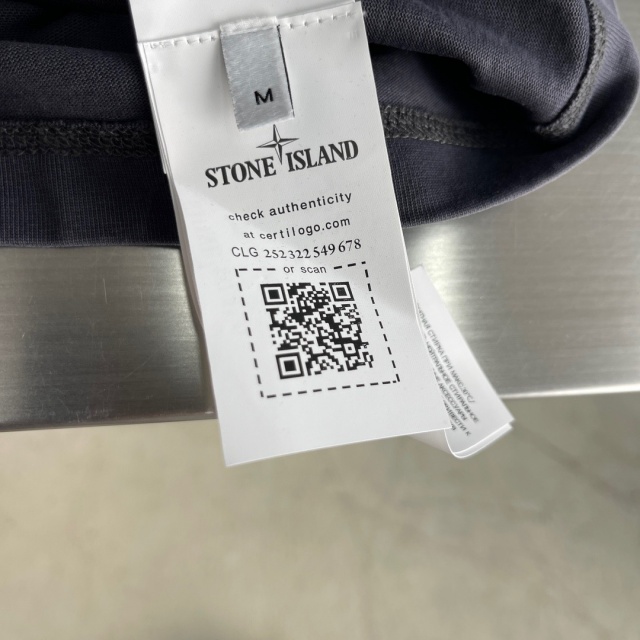 M
STONE ISLAND
check authenticity
at certilogo.com
CLG 252322549678
or scan